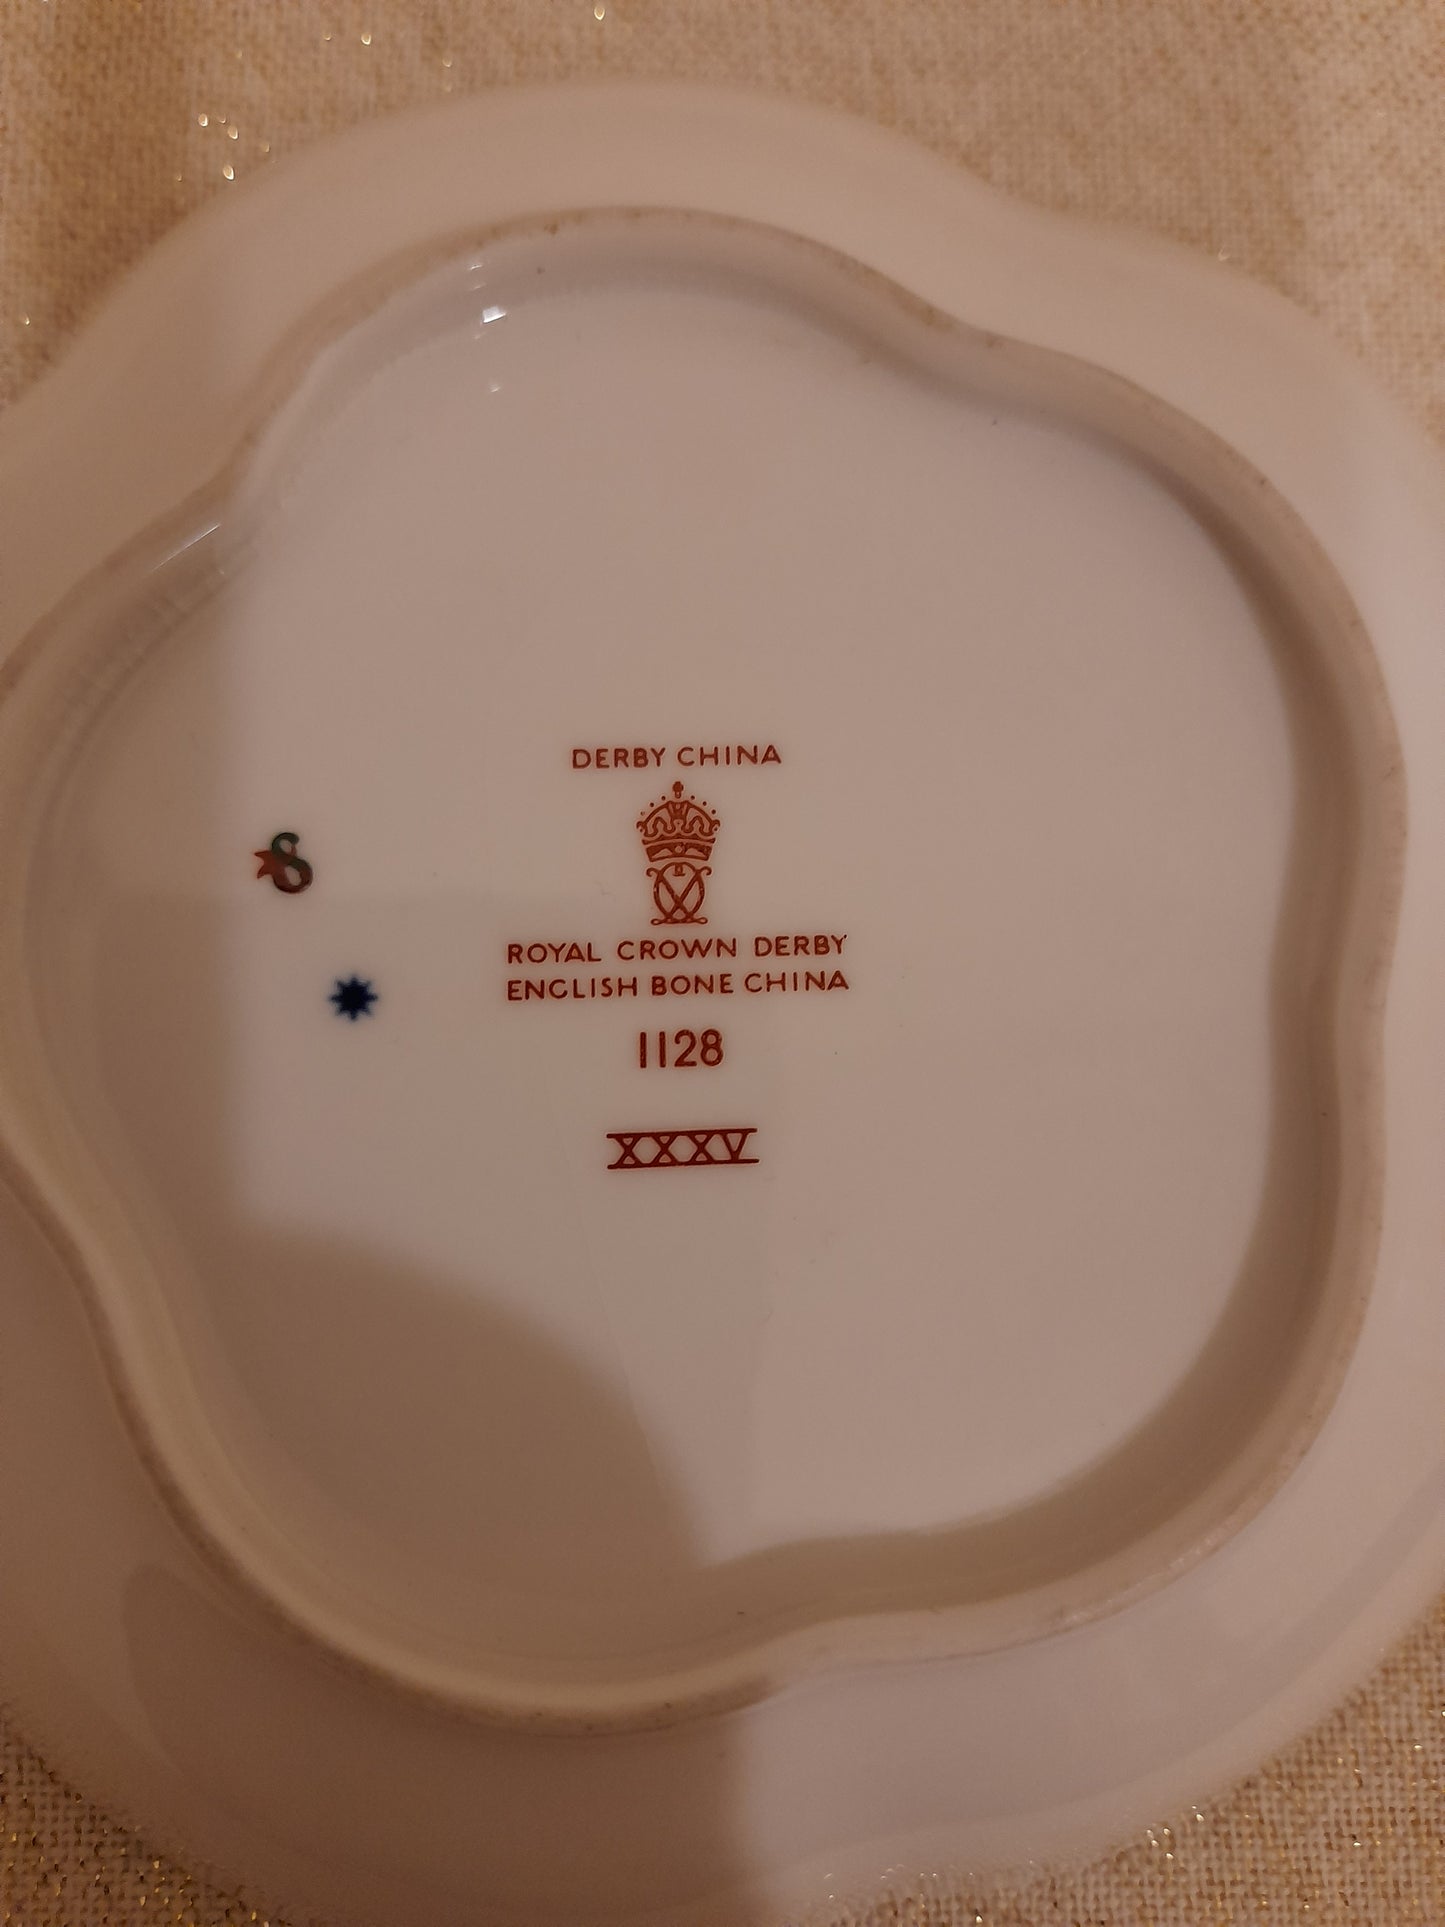 DERBY CHINA
ROYAL CROWN DERBY
ENGLISH BONE CHINA
1128
XXXV
S